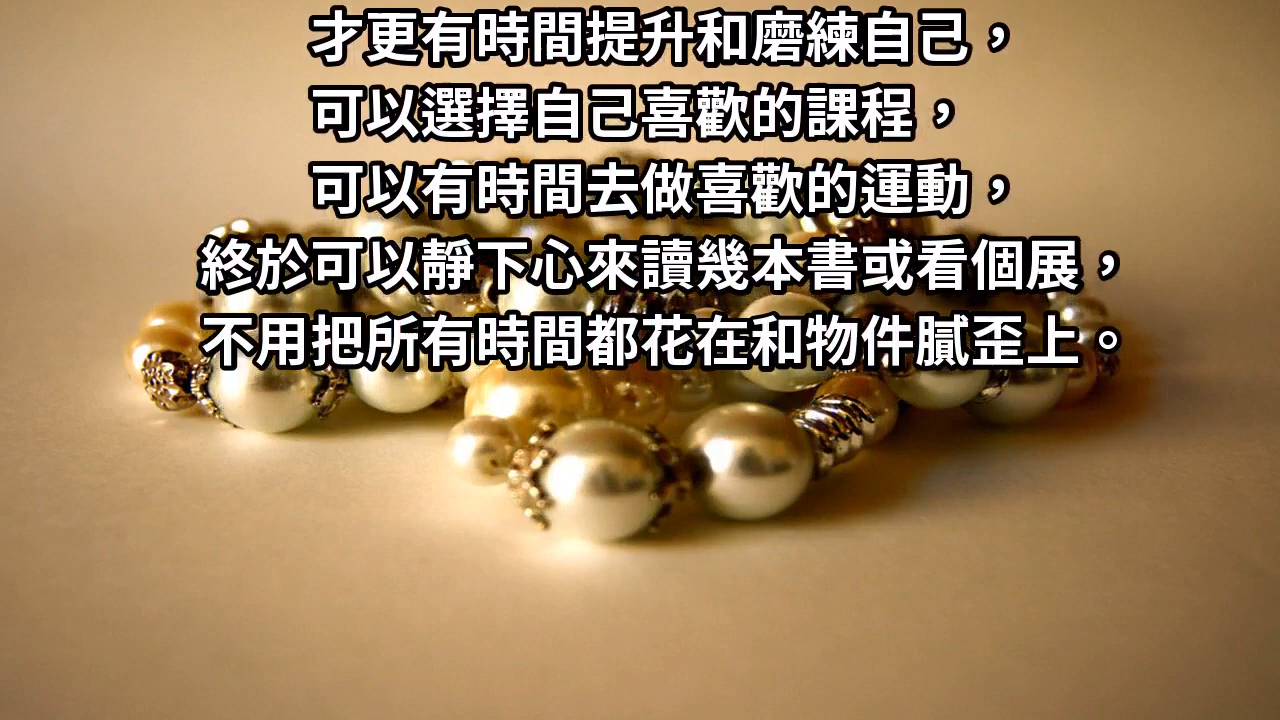 才更有時間提升和磨練自己，
可以選擇自己喜歡的課程，
可以有時間去做喜歡的運動，
終於可以靜下心來讀幾本書或看個展，
不用把所有時間都花在和物件膩歪上。